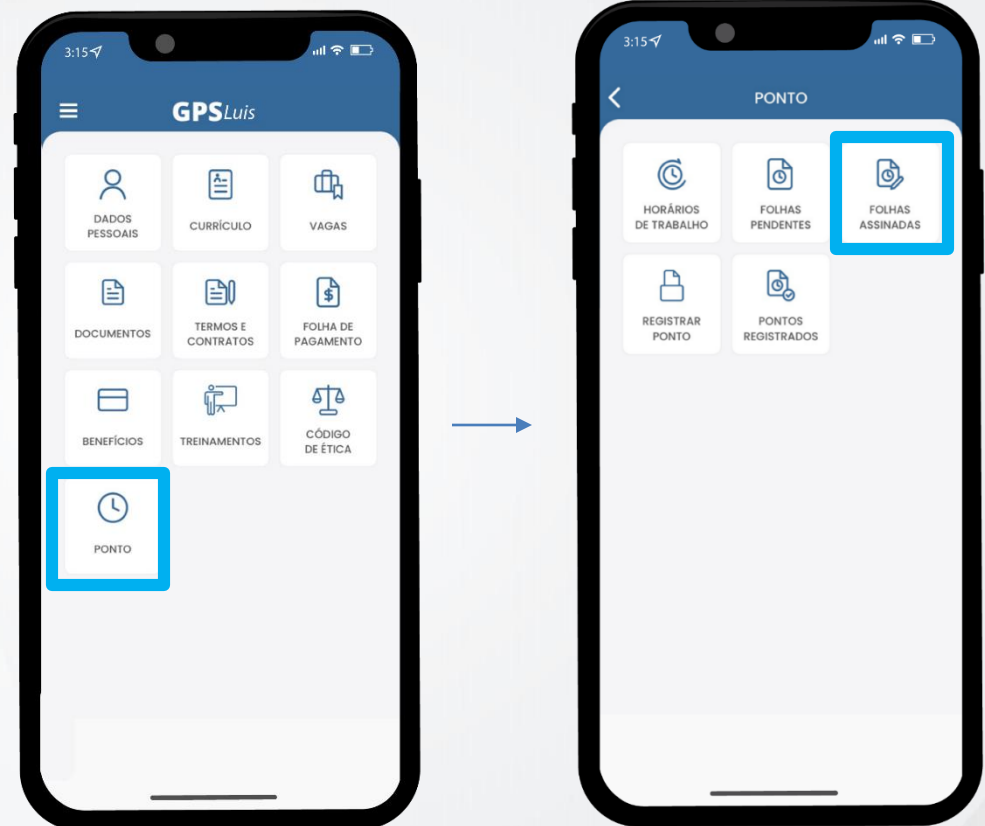 3:15
GPSLuis
DADOS
PESSOAIS
CURRÍCULO
VAGAS
DOCUMENTOS
TERMOS E
CONTRATOS
FOLHA DE
PAGAMENTO
BENEFÍCIOS
TREINAMENTOS
CÓDIGO
DE ÉTICA
PONTO
3:15
PONTO
HORÁRIOS
DE TRABALHO
FOLHAS
PENDENTES
FOLHAS
ASSINADAS
REGISTRAR
PONTO
PONTOS
REGISTRADOS